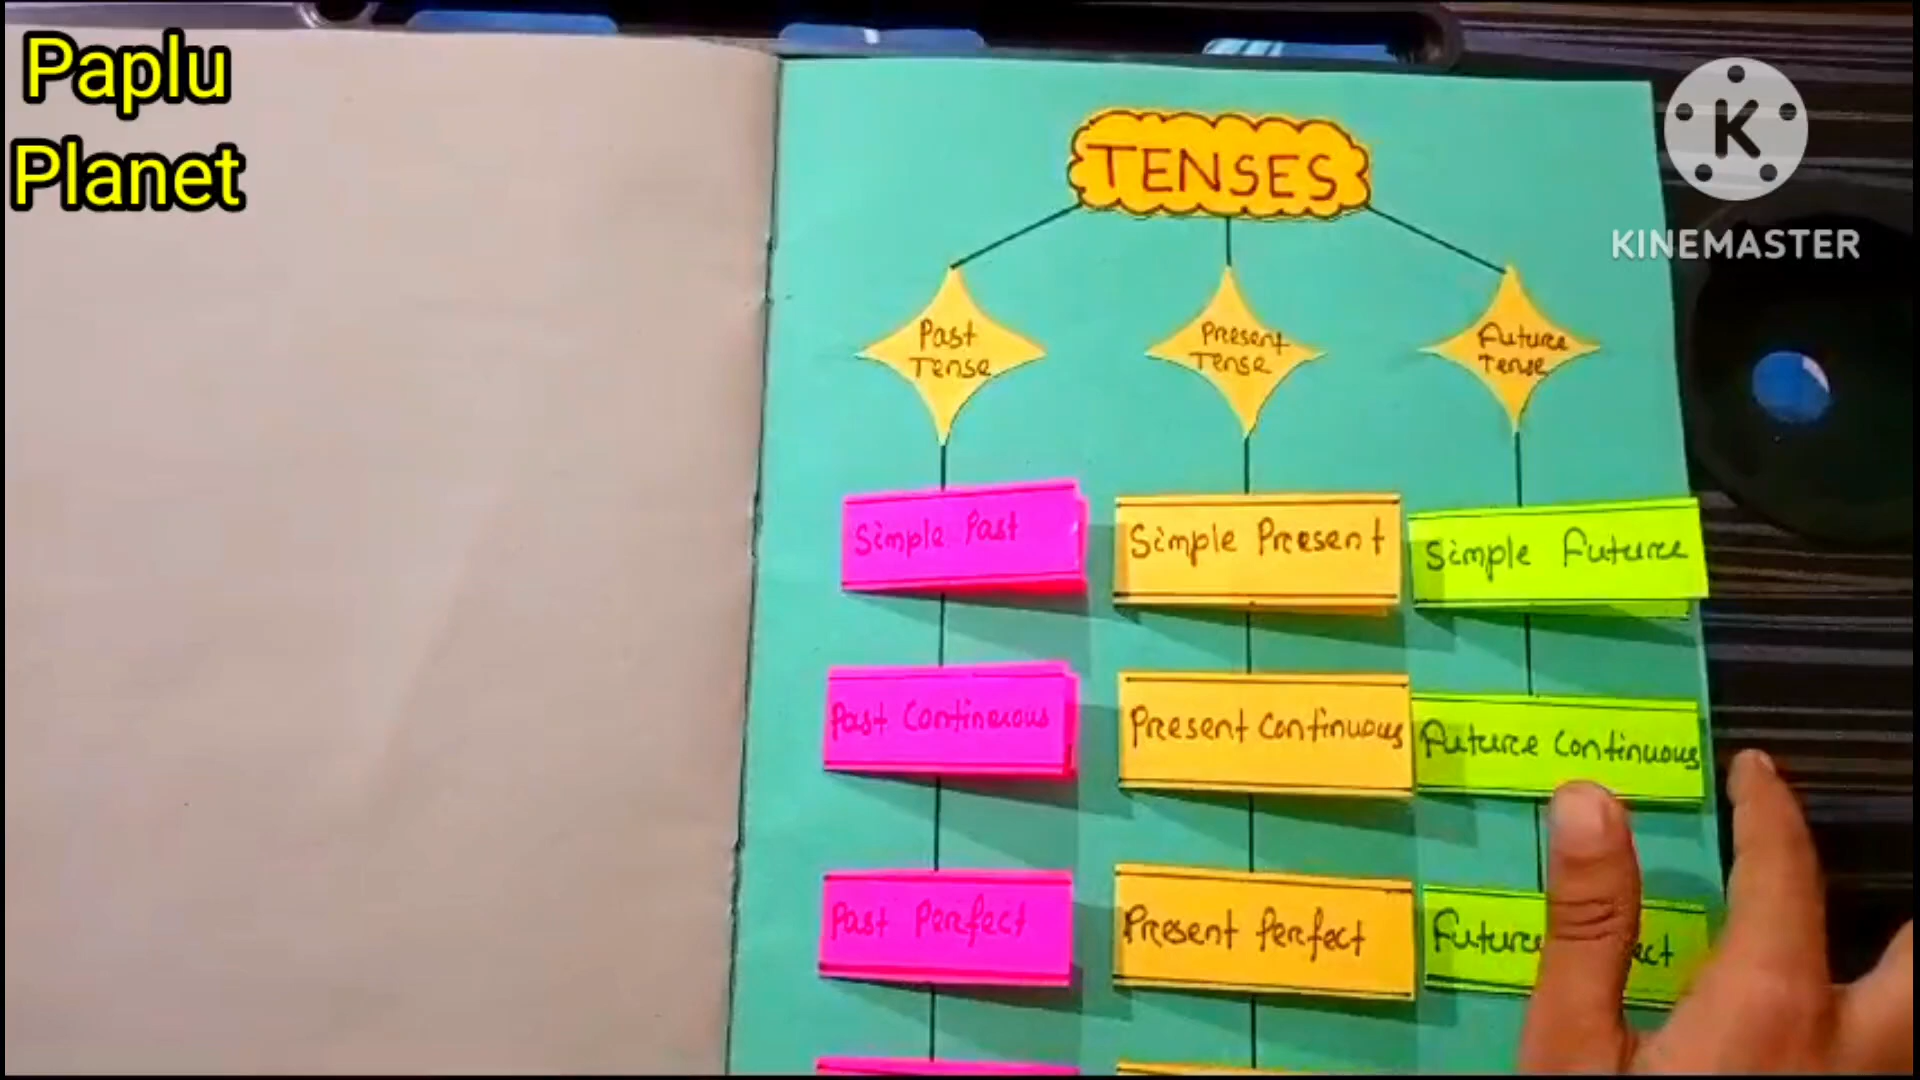 Paplu
Planet
K
KINEMASTER
TENSES
Past
Tense
Present
Tense
Future
Tense
Simple Past
Simple Present
Simple Future
Past Continuous
Present Continuous
Future Continuous
Past Perfect
Present Perfect
Future